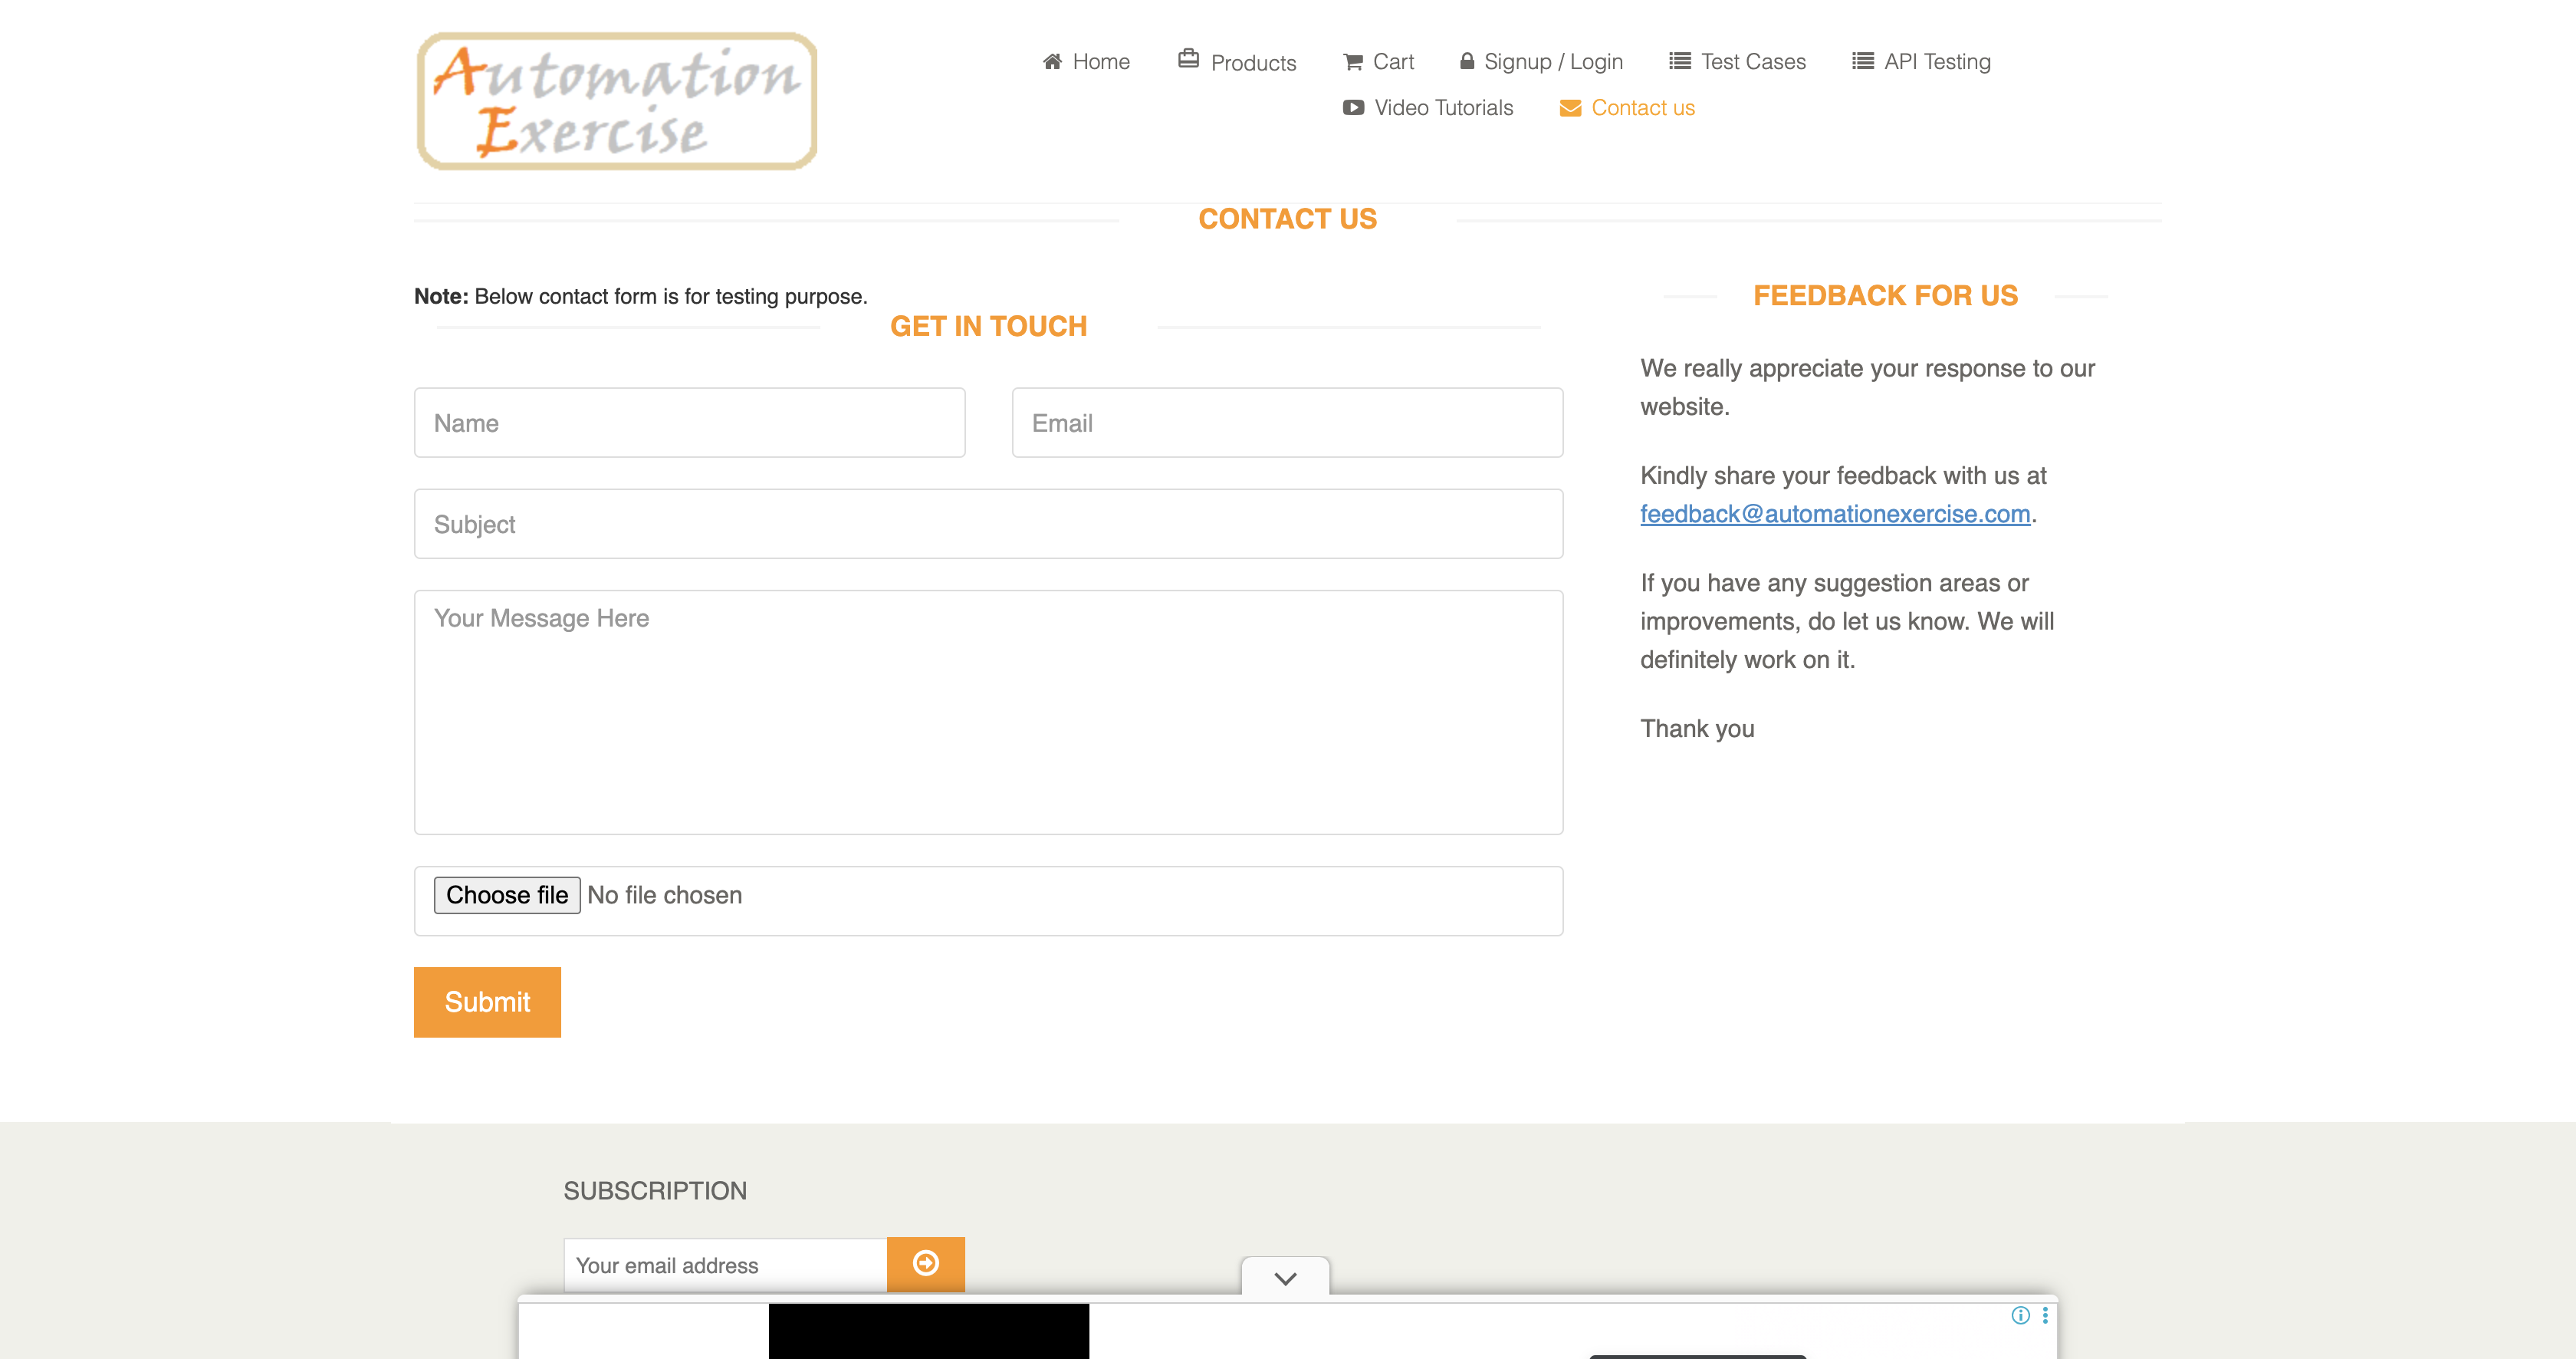 Automation
Exercise
Home
Products
Cart
Signup / Login
Test Cases
API Testing
Video Tutorials
Contact us
CONTACT US
Note: Below contact form is for testing purpose.
GET IN TOUCH
Name
Email
Subject
Your Message Here
Choose file No file chosen
Submit
FEEDBACK FOR US
We really appreciate your response to our
website.
Kindly share your feedback with us at
feedback@automationexercise.com.
If you have any suggestion areas or
improvements, do let us know. We will
definitely work on it.
Thank you
SUBSCRIPTION
Your email address